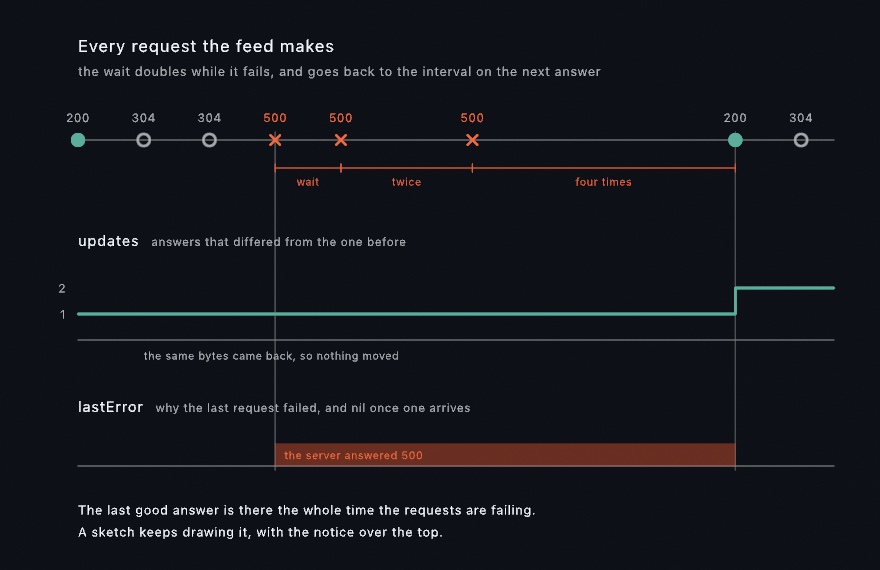 Every request the feed makes
the wait doubles while it fails, and goes back to the interval on the next answer
200 304 304 500 500 500 200 304
wait twice four times
updates answers that differed from the one before
2
1
the same bytes came back, so nothing moved
lastError why the last request failed, and nil once one arrives
the server answered 500
The last good answer is there the whole time the requests are failing.
A sketch keeps drawing it, with the notice over the top.